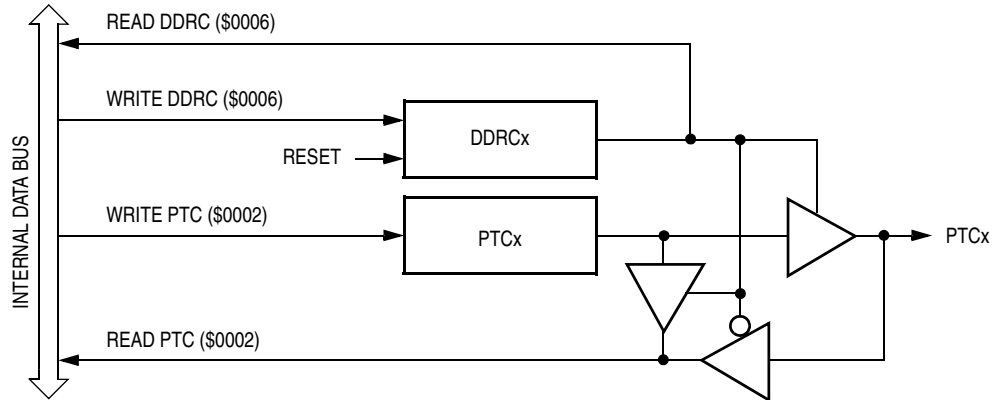 READ DDRC ($0006)
WRITE DDRC ($0006)
DDRCx
RESET
INTERNAL DATA BUS
WRITE PTC ($0002)
PTCx
PTCx
READ PTC ($0002)